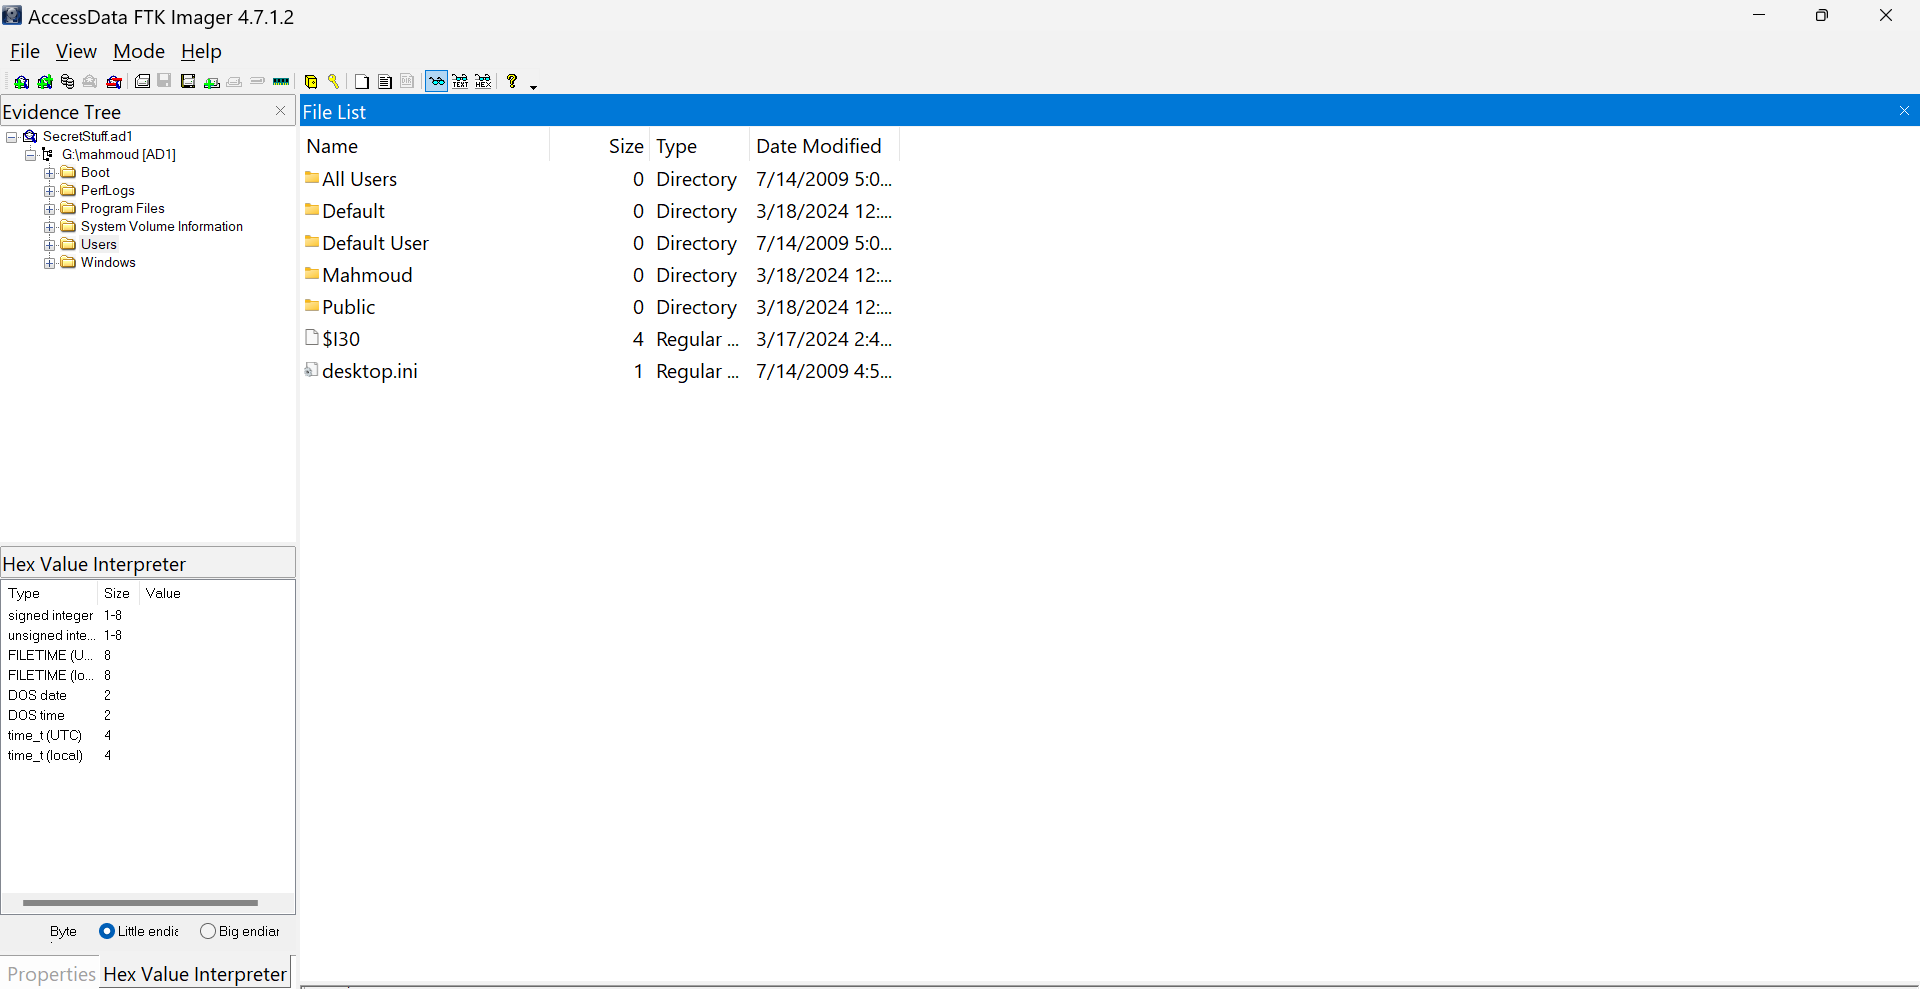 AccessData FTK Imager 4.7.1.2
File View Mode Help
Evidence Tree
SecretStuff.ad1
G:\mahmoud [AD1]
Boot
PerfLogs
Program Files
System Volume Information
Users
Windows
File List
Name Size Type Date Modified
All Users 0 Directory 7/14/2009 5:0...
Default 0 Directory 3/18/2024 12:...
Default User 0 Directory 7/14/2009 5:0...
Mahmoud 0 Directory 3/18/2024 12:...
Public 0 Directory 3/18/2024 12:...
$I30 4 Regular ... 3/17/2024 2:4...
desktop.ini 1 Regular ... 7/14/2009 4:5...
Hex Value Interpreter
Type Size Value
signed integer 1-8
unsigned inte... 1-8
FILETIME (U... 8
FILETIME (lo... 8
DOS date 2
DOS time 2
time_t (UTC) 4
time_t (local) 4
Byte Little endia Big endian
Properties Hex Value Interpreter